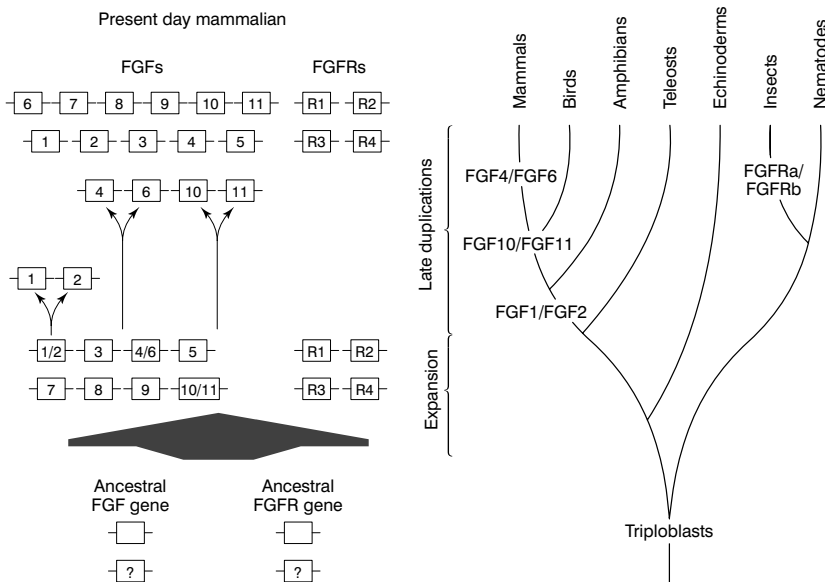 Present day mammalian
FGFs
FGFRs
6 7 8 9 10 11 R1 R2
1 2 3 4 5 R3 R4
4 6 10 11
1 2
1/2 3 4/6 5 R1 R2
7 8 9 10/11 R3 R4
Ancestral
FGF gene
Ancestral
FGFR gene
? ?
Mammals
Birds
Amphibians
Teleosts
Echinoderms
Insects
Nematodes
Late duplications
Expansion
FGF4/FGF6
FGF10/FGF11
FGF1/FGF2
FGFRa/
FGFRb
Triploblasts